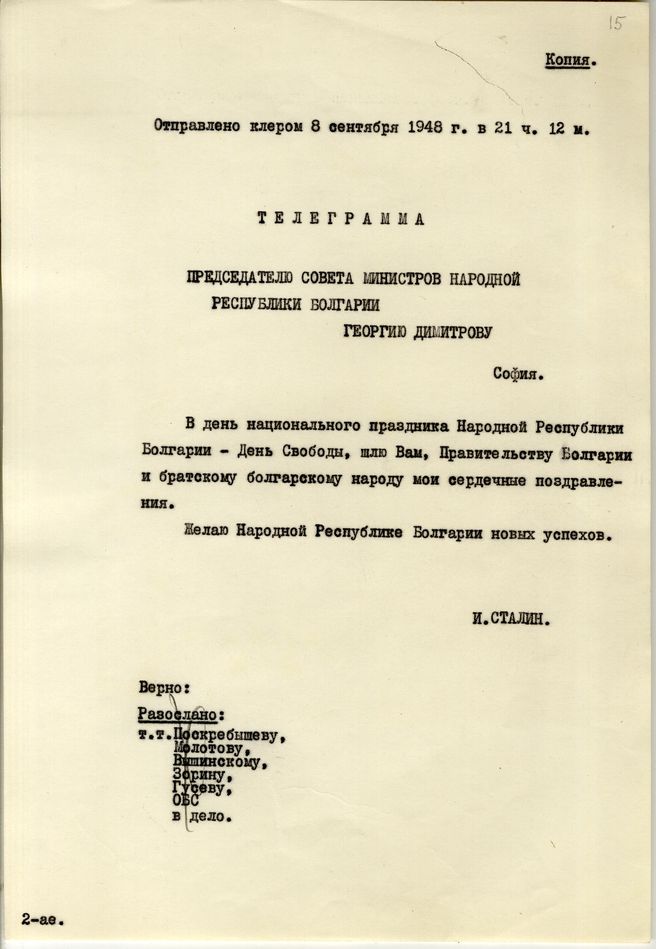 15
Копия.
Отправлено клером 8 сентября 1948 г. в 21 ч. 12 м.
Т Е Л Е Г Р А М М А
ПРЕДСЕДАТЕЛЮ СОВЕТА МИНИСТРОВ НАРОДНОЙ
РЕСПУБЛИКИ БОЛГАРИИ
ГЕОРГИЮ ДИМИТРОВУ
София.
В день национального праздника Народной Республики
Болгарии - День Свободы, шлю Вам, Правительству Болгарии
и братскому болгарскому народу мои сердечные поздравле-
ния.
Желаю Народной Республике Болгарии новых успехов.
И.СТАЛИН.
Верно:
Разослано:
т.т.Поскребышеву,
Молотову,
Вышинскому,
Зорину,
Гусеву,
ОБС
в дело.
2-ае.